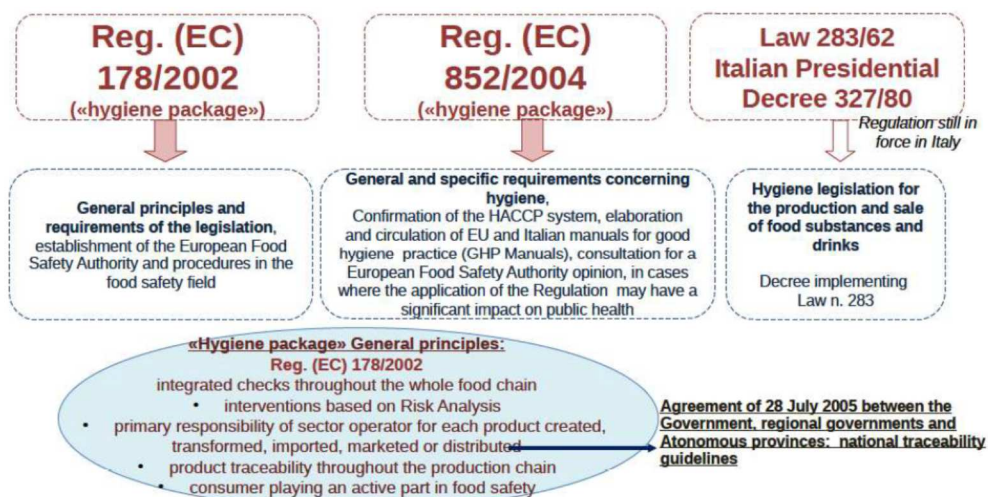 Reg. (EC)
178/2002
(«hygiene package»)
Reg. (EC)
852/2004
(«hygiene package»)
Law 283/62
Italian Presidential
Decree 327/80
Regulation still in
force in Italy
General principles and
requirements of the legislation,
establishment of the European Food
Safety Authority and procedures in the
food safety field
General and specific requirements concerning
hygiene,
Confirmation of the HACCP system, elaboration
and circulation of EU and Italian manuals for good
hygiene practice (GHP Manuals), consultation for a
European Food Safety Authority opinion, in cases
where the application of the Regulation may have a
significant impact on public health
Hygiene legislation for
the production and sale
of food substances and
drinks
Decree implementing
Law n. 283
«Hygiene package» General principles:
Reg. (EC) 178/2002
integrated checks throughout the whole food chain
• interventions based on Risk Analysis
• primary responsibility of sector operator for each product created,
transformed, imported, marketed or distributed
• product traceability throughout the production chain
• consumer playing an active part in food safety
Agreement of 28 July 2005 between the
Government, regional governments and
Atonomous provinces: national traceability
guidelines